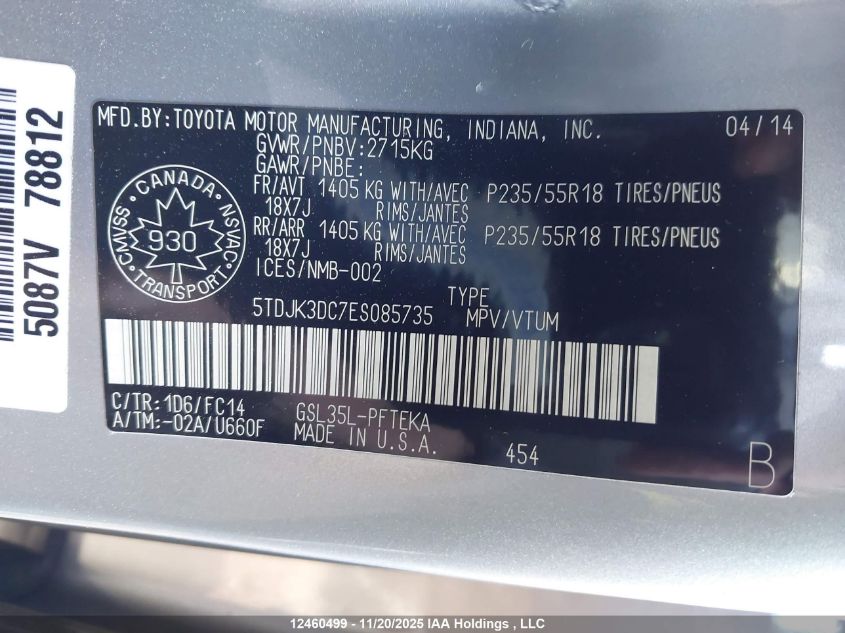 5087V 78812
MFD.BY:TOYOTA MOTOR MANUFACTURING, INDIANA, INC. 04/14
GVWR/PNBV:2715KG
GAWR/PNBE:
FR/AVT 1405 KG WITH/AVEC P235/55R18 TIRES/PNEUS
18X7J RIMS/JANTES
RR/ARR 1405 KG WITH/AVEC P235/55R18 TIRES/PNEUS
18X7J RIMS/JANTES
ICES/NMB-002
CANADA
CMVSS NSVAC
930
TRANSPORT
TYPE
5TDJK3DC7ES085735 MPV/VTUM
C/TR:1D6/FC14 GSL35L-PFTEKA
A/TM:-02A/U660F MADE IN U.S.A.
454
B
12460499 - 11/20/2025 IAA Holdings , LLC